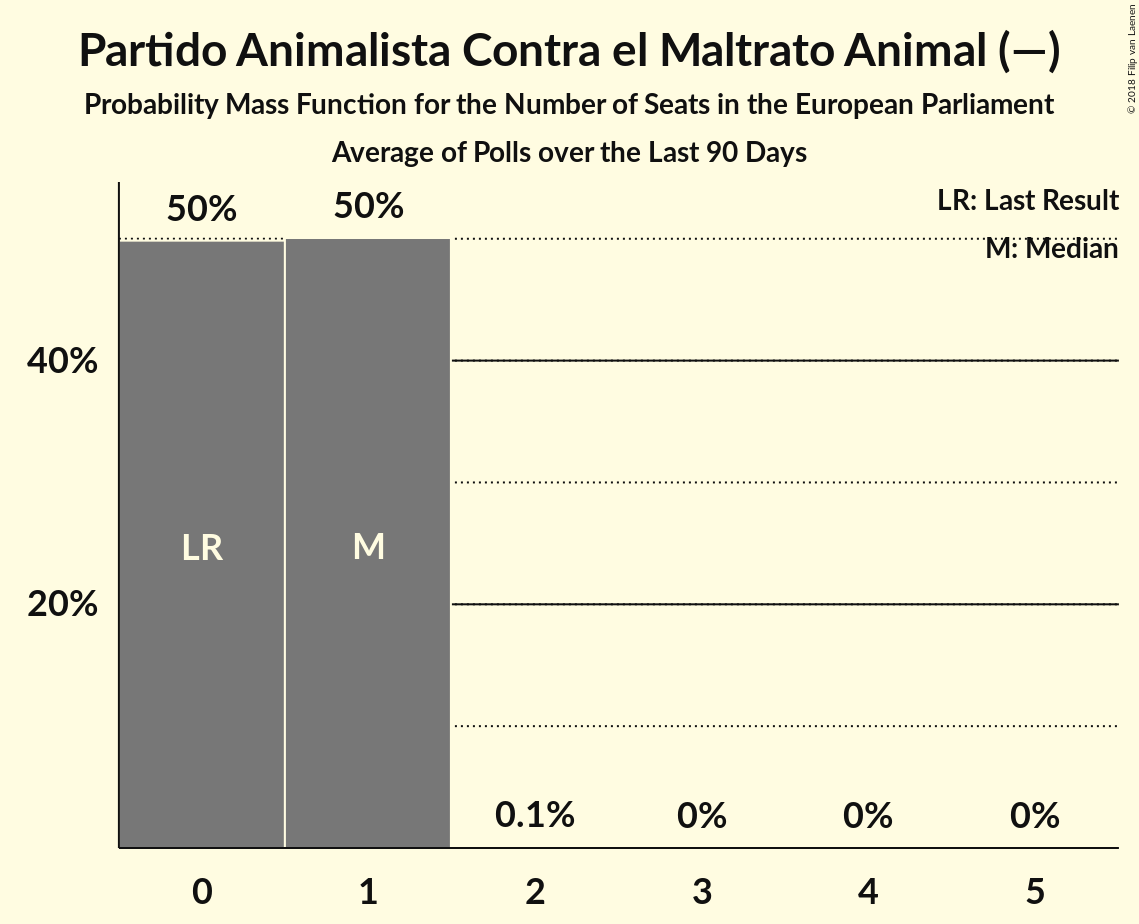 Partido Animalista Contra el Maltrato Animal (—)
Probability Mass Function for the Number of Seats in the European Parliament
Average of Polls over the Last 90 Days
© 2018 Filip van Laenen
LR: Last Result
M: Median
50%
50%
40%
20%
LR
M
0.1%
0%
0%
0%
0
1
2
3
4
5